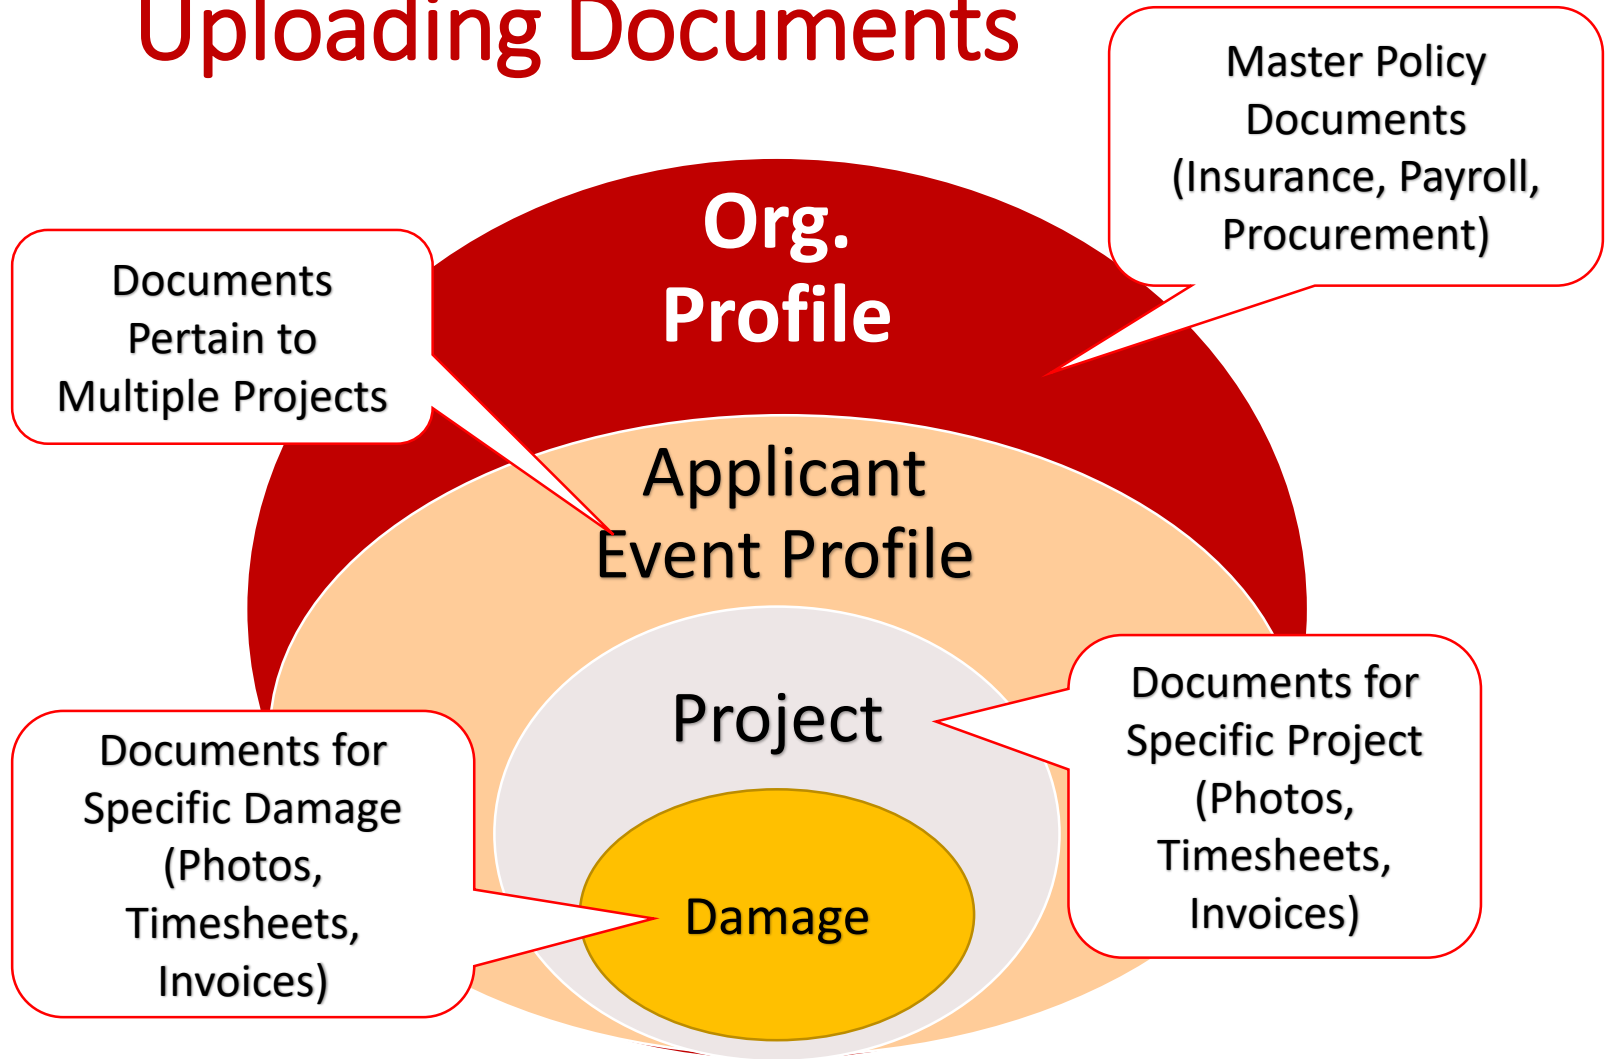 Uploading Documents
Master Policy
Documents
(Insurance, Payroll,
Procurement)
Org.
Profile
Documents
Pertain to
Multiple Projects
Applicant
Event Profile
Project
Documents for
Specific Project
(Photos,
Timesheets,
Invoices)
Documents for
Specific Damage
(Photos,
Timesheets,
Invoices)
Damage